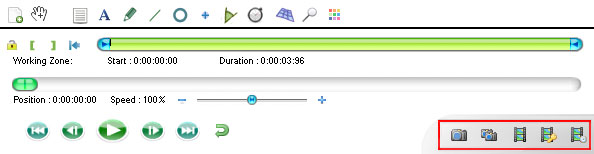 A
Working Zone: Start : 0:00:00:00 Duration : 0:00:03:96
Position : 0:00:00:00 Speed : 100%